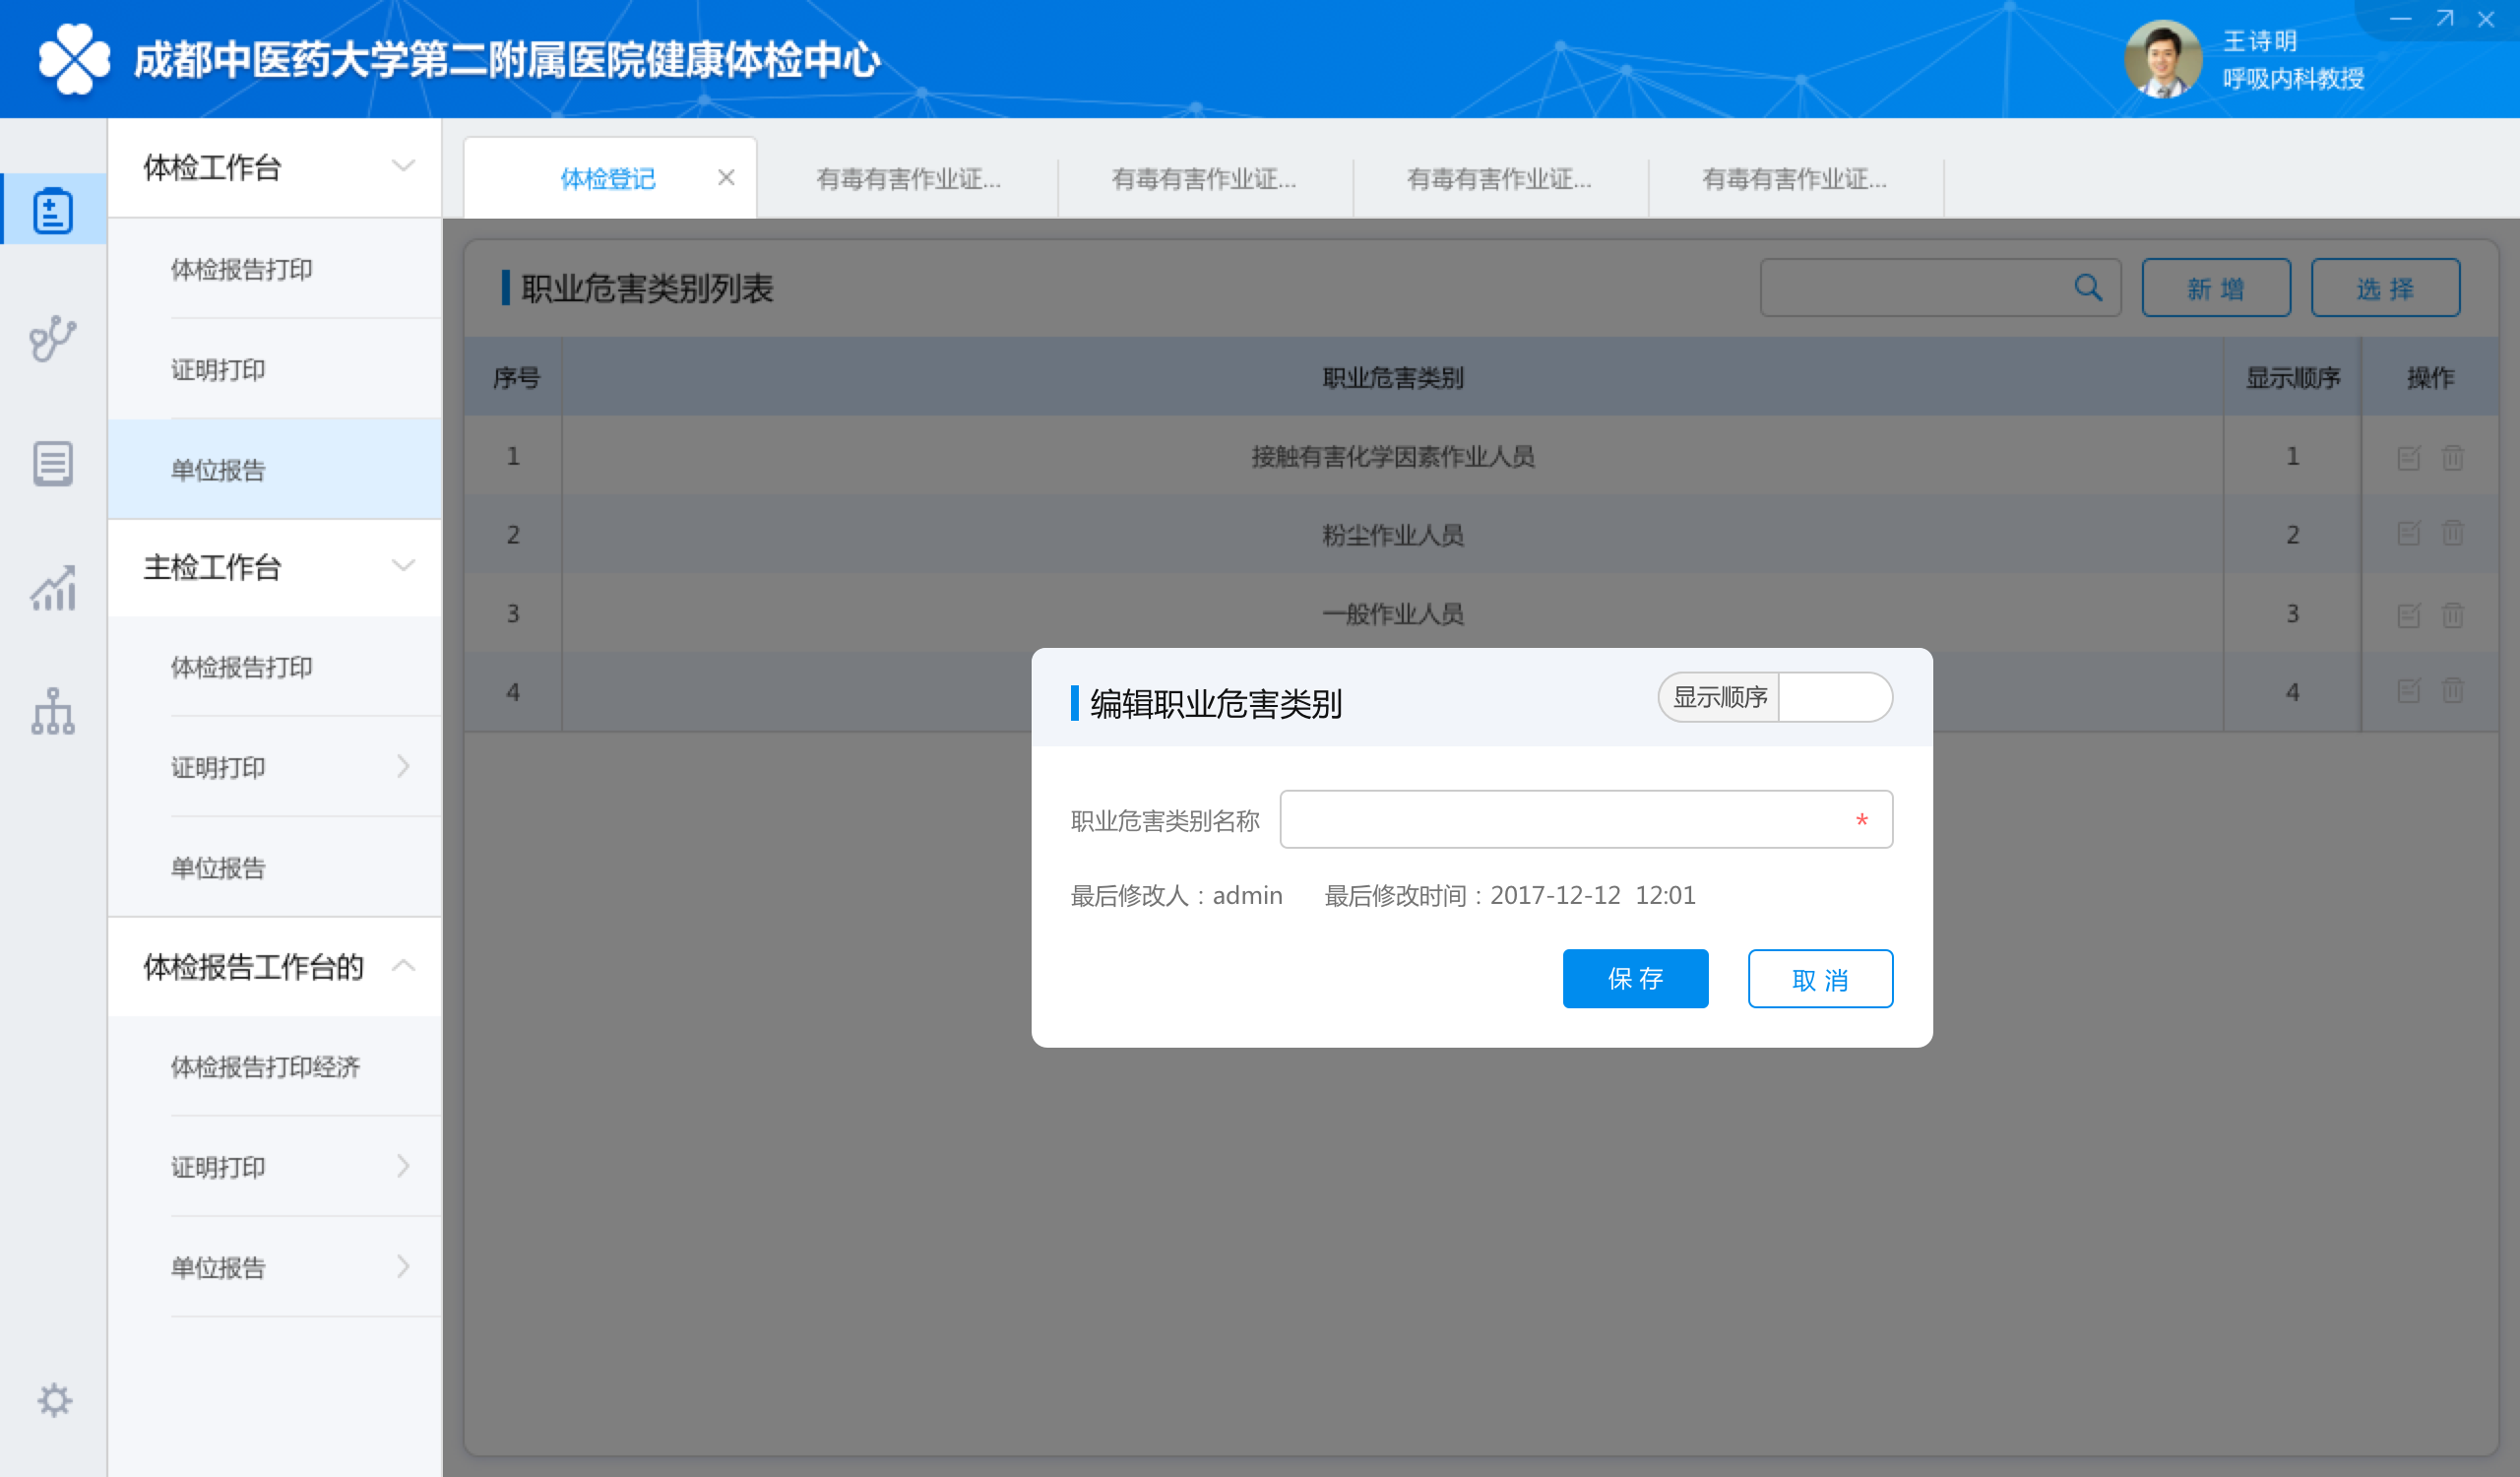 成都中医药大学第二附属医院健康体检中心
王诗明
呼吸内科教授
体检工作台
体检报告打印
证明打印
单位报告
主检工作台
体检报告打印
证明打印
单位报告
体检报告工作台的
体检报告打印经济
证明打印
单位报告
体检登记
有毒有害作业证...
有毒有害作业证...
有毒有害作业证...
有毒有害作业证...
职业危害类别列表
新 增
选 择
序号 职业危害类别 显示顺序 操作
1 接触有害化学因素作业人员 1
2 粉尘作业人员 2
3 一般作业人员 3
4 4
编辑职业危害类别
显示顺序
职业危害类别名称 *
最后修改人：admin 最后修改时间：2017-12-12 12:01
保 存
取 消